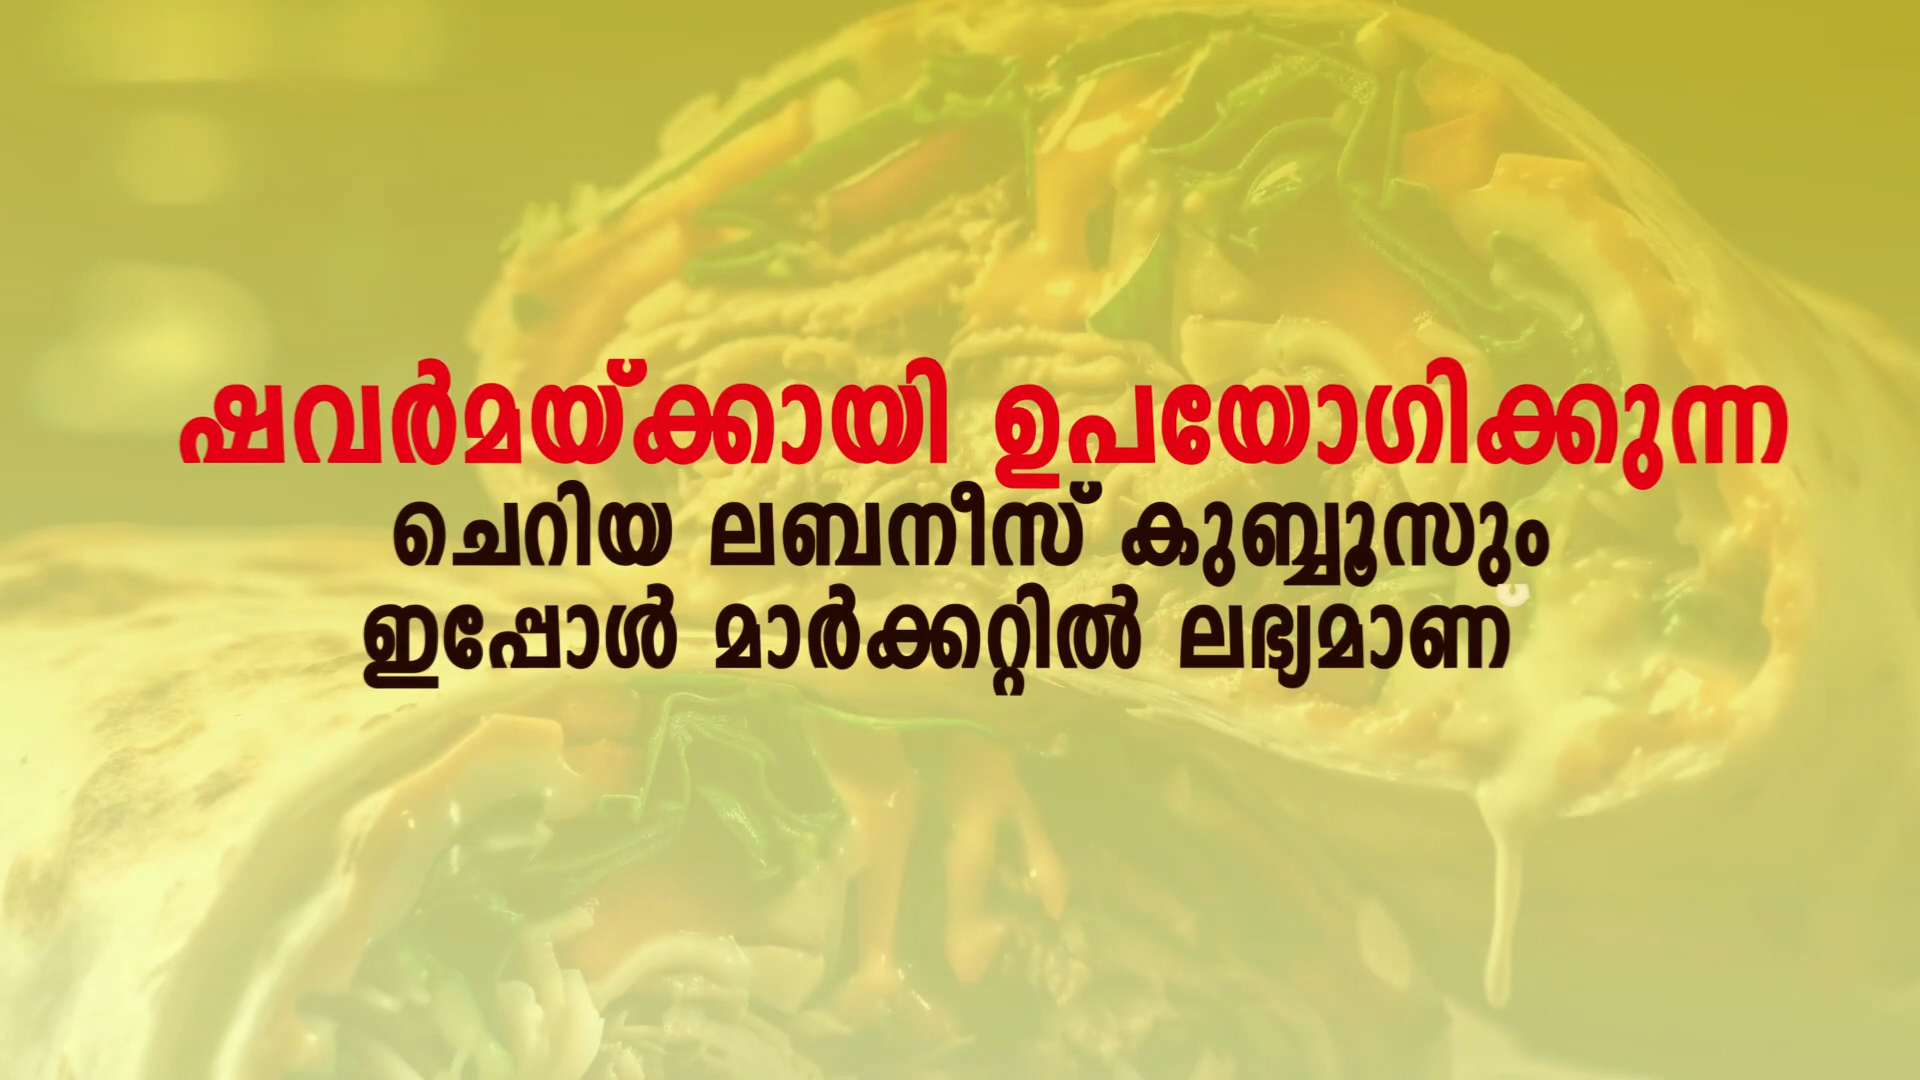 ഷവർമയ്ക്കായി ഉപയോഗിക്കുന്ന
ചെറിയ ലബനീസ് കുബ്ബൂസും
ഇപ്പോൾ മാർക്കറ്റിൽ ലഭ്യമാണ്